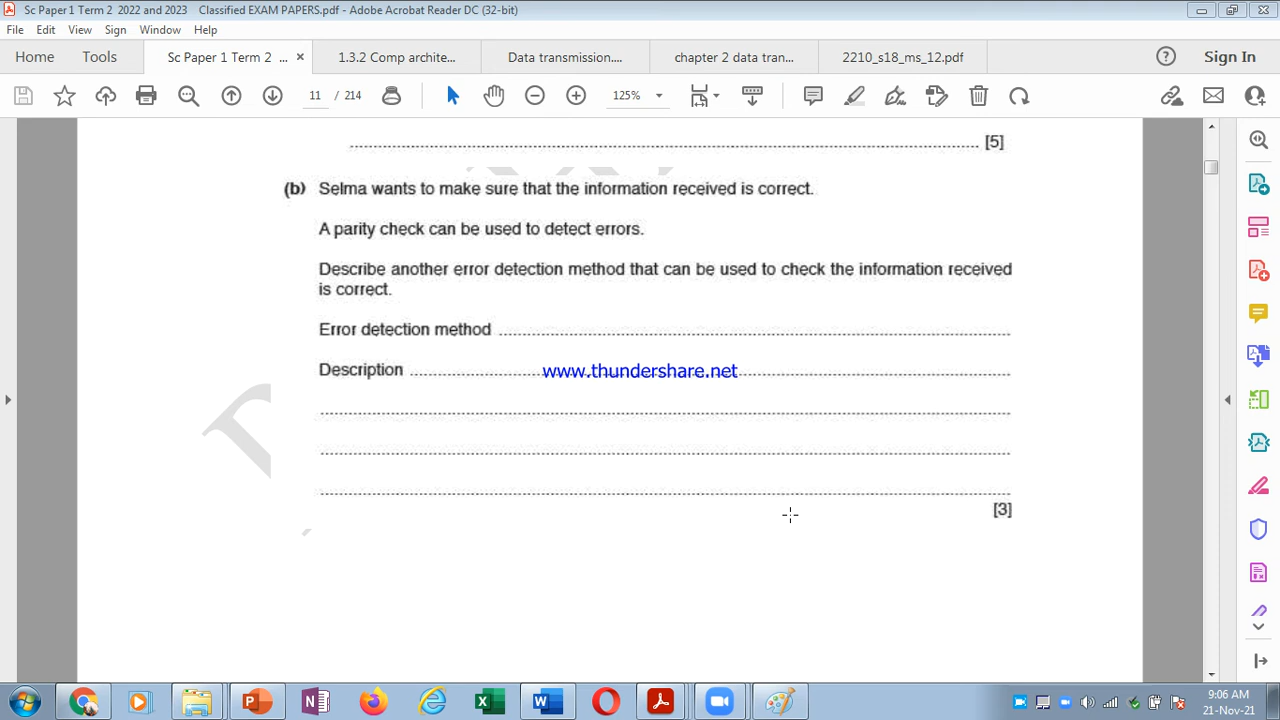 Sc Paper 1 Term 2 2022 and 2023 Classified EXAM PAPERS.pdf - Adobe Acrobat Reader DC (32-bit)
File Edit View Sign Window Help
Home Tools Sc Paper 1 Term 2 ... × 1.3.2 Comp archite... Data transmission.... chapter 2 data tran... 2210_s18_ms_12.pdf Sign In
11 / 214 125%
[5]
(b) Selma wants to make sure that the information received is correct.
A parity check can be used to detect errors.
Describe another error detection method that can be used to check the information received
is correct.
Error detection method
Description
www.thundershare.net
[3]
9:06 AM
21-Nov-21